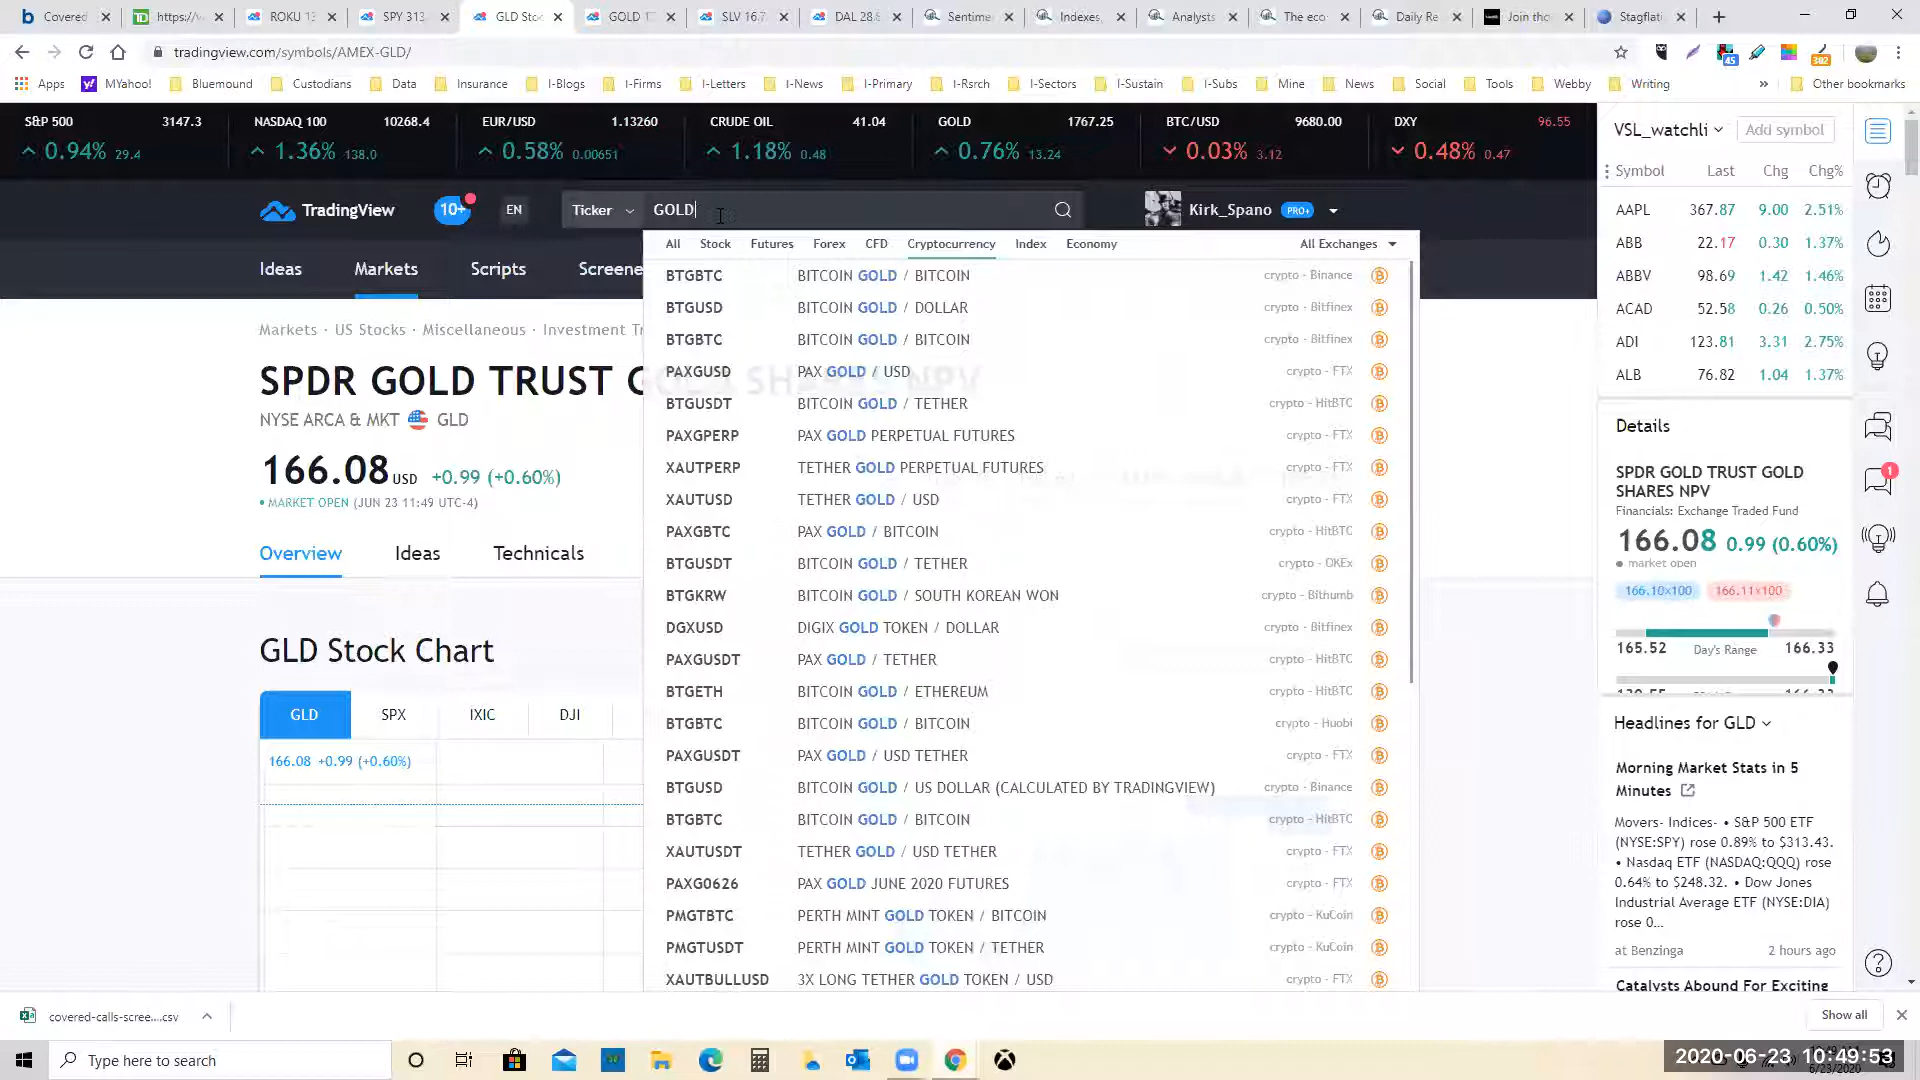 Covered
https://w
ROKU 13
SPY 313.
GLD Stoc
GOLD 17
SLV 16.7
DAL 28.5
Sentime
Indexes,
Analysts
The eco
Daily Re
Join tho
Stagflati
tradingview.com/symbols/AMEX-GLD/
45
302
Apps MYahoo! Bluemound Custodians Data Insurance I-Blogs I-Firms I-Letters I-News I-Primary I-Rsrch I-Sectors I-Sustain I-Subs Mine News Social Tools Webby Writing » Other bookmarks
S&P 500 3147.3
0.94% 29.4
NASDAQ 100 10268.4
1.36% 138.0
EUR/USD 1.13260
0.58% 0.00651
CRUDE OIL 41.04
1.18% 0.48
GOLD 1767.25
0.76% 13.24
BTC/USD 9680.00
0.03% 3.12
DXY 96.55
0.48% 0.47
TradingView 10+ EN Ticker GOLD Kirk_Spano PRO+
Ideas Markets Scripts Screene
All Stock Futures Forex CFD Cryptocurrency Index Economy All Exchanges
BTGBTC BITCOIN GOLD / BITCOIN crypto - Binance
BTGUSD BITCOIN GOLD / DOLLAR crypto - Bitfinex
BTGBTC BITCOIN GOLD / BITCOIN crypto - Bitfinex
PAXGUSD PAX GOLD / USD crypto - FTX
BTGUSDT BITCOIN GOLD / TETHER crypto - HitBTC
PAXGPERP PAX GOLD PERPETUAL FUTURES crypto - FTX
XAUTPERP TETHER GOLD PERPETUAL FUTURES crypto - FTX
XAUTUSD TETHER GOLD / USD crypto - FTX
PAXGBTC PAX GOLD / BITCOIN crypto - HitBTC
BTGUSDT BITCOIN GOLD / TETHER crypto - OKEx
BTGKRW BITCOIN GOLD / SOUTH KOREAN WON crypto - Bithumb
DGXUSD DIGIX GOLD TOKEN / DOLLAR crypto - Bitfinex
PAXGUSDT PAX GOLD / TETHER crypto - HitBTC
BTGETH BITCOIN GOLD / ETHEREUM crypto - HitBTC
BTGBTC BITCOIN GOLD / BITCOIN crypto - Huobi
PAXGUSDT PAX GOLD / USD TETHER crypto - FTX
BTGUSD BITCOIN GOLD / US DOLLAR (CALCULATED BY TRADINGVIEW) crypto - Binance
BTGBTC BITCOIN GOLD / BITCOIN crypto - HitBTC
XAUTUSDT TETHER GOLD / USD TETHER crypto - FTX
PAXG0626 PAX GOLD JUNE 2020 FUTURES crypto - FTX
PMGTBTC PERTH MINT GOLD TOKEN / BITCOIN crypto - KuCoin
PMGTUSDT PERTH MINT GOLD TOKEN / TETHER crypto - KuCoin
XAUTBULLUSD 3X LONG TETHER GOLD TOKEN / USD crypto - FTX
Markets · US Stocks · Miscellaneous · Investment Tr
SPDR GOLD TRUST GOLD SHARES NPV
NYSE ARCA & MKT GLD
166.08 USD +0.99 (+0.60%)
MARKET OPEN (JUN 23 11:49 UTC-4)
Overview Ideas Technicals
GLD Stock Chart
GLD SPX IXIC DJI
166.08 +0.99 (+0.60%)
VSL_watchli Add symbol
Symbol Last Chg Chg%
AAPL 367.87 9.00 2.51%
ABB 22.17 0.30 1.37%
ABBV 98.69 1.42 1.46%
ACAD 52.58 0.26 0.50%
ADI 123.81 3.31 2.75%
ALB 76.82 1.04 1.37%
Details
SPDR GOLD TRUST GOLD
SHARES NPV
Financials: Exchange Traded Fund
166.08 0.99 (0.60%)
market open
166.10×100 166.11×100
165.52 Day's Range 166.33
1
Headlines for GLD
Morning Market Stats in 5
Minutes
Movers- Indices- • S&P 500 ETF
(NYSE:SPY) rose 0.89% to $313.43.
• Nasdaq ETF (NASDAQ:QQQ) rose
0.64% to $248.32. • Dow Jones
Industrial Average ETF (NYSE:DIA)
rose 0...
at Benzinga 2 hours ago
Catalysts Abound For Exciting
covered-calls-scree....csv
Show all
Type here to search
2020-06-23 10:49:53
6/23/2020